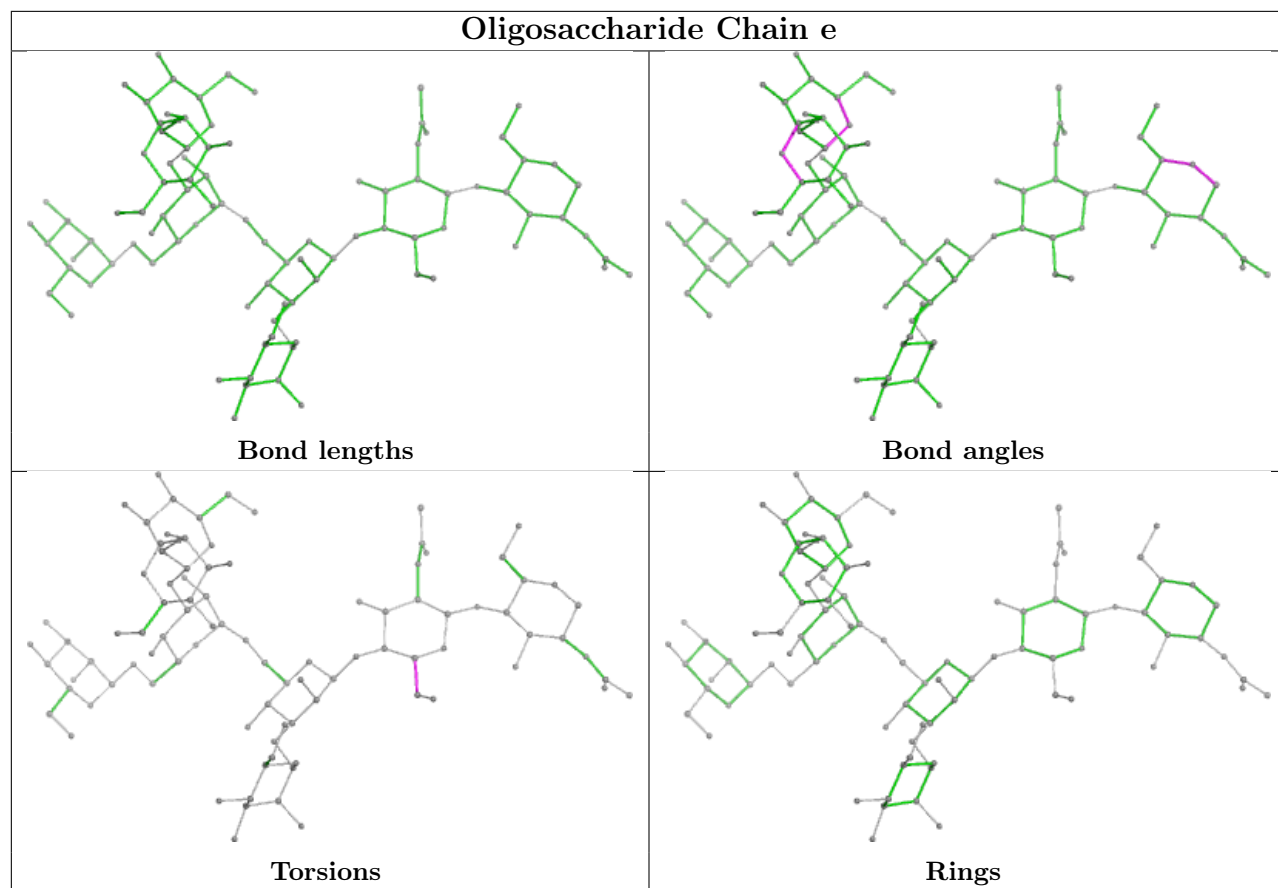 Oligosaccharide Chain e
Bond lengths
Bond angles
Torsions
Rings